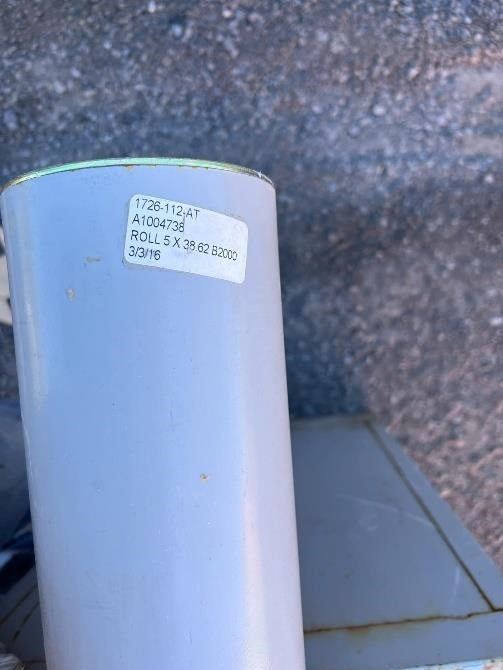 1726-112-AT
A1004738
ROLL 5 X 38.62 B2000
3/3/16